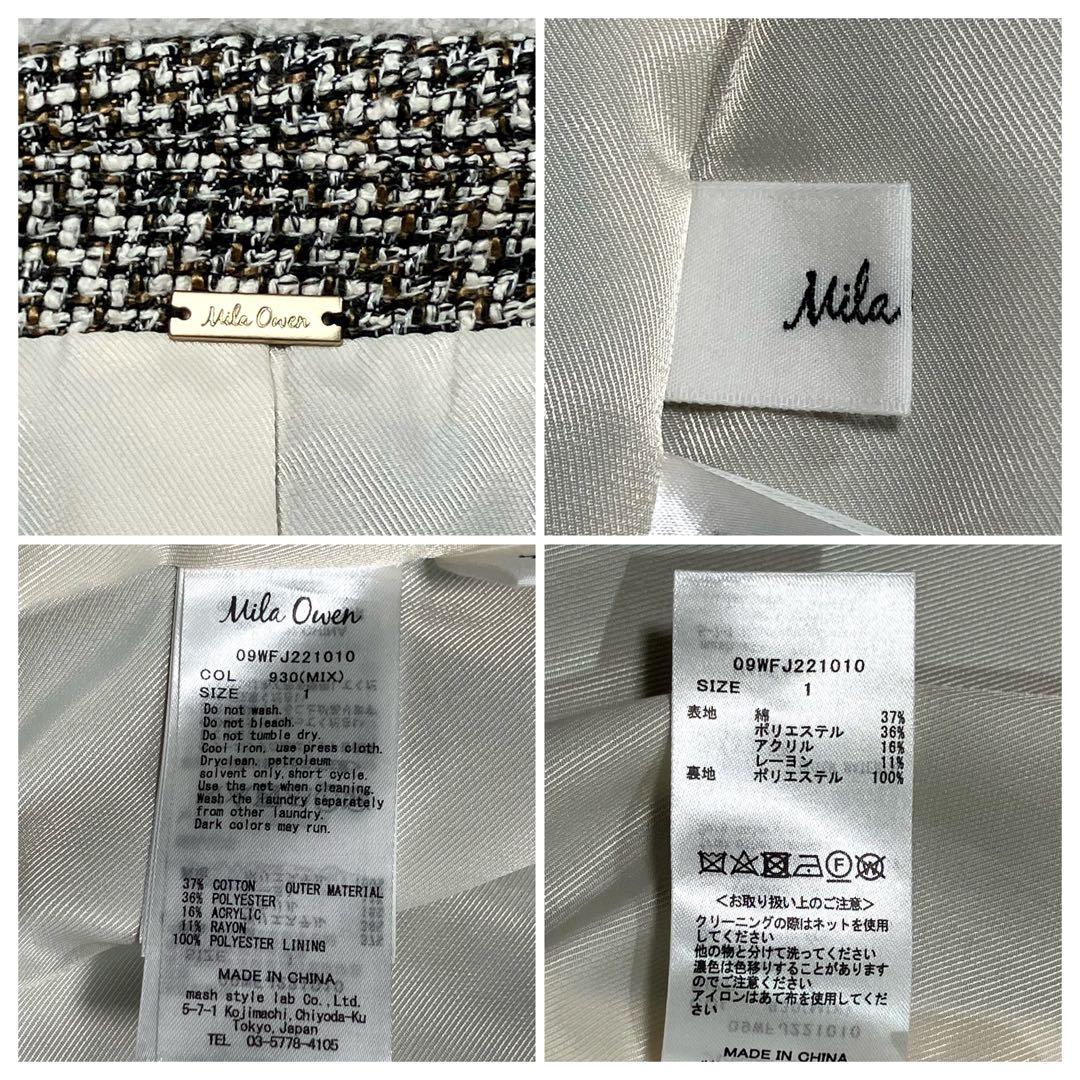 Mila Owen
Mila
Mila Owen
09WFJ221010
COL 930(MIX)
SIZE 1
Do not wash.
Do not bleach.
Do not tumble dry.
Cool iron, use press cloth.
Dryclean, petroleum
solvent only,short cycle.
Use the net when cleaning.
Wash the laundry separately
from other laundry.
Dark colors may run.
37% COTTON OUTER MATERIAL
36% POLYESTER
16% ACRYLIC
11% RAYON
100% POLYESTER LINING
MADE IN CHINA
mash style lab Co.,Ltd.
5-7-1 Kojimachi,Chiyoda-Ku
Tokyo,Japan
TEL 03-5778-4105
09WFJ221010
SIZE 1
表地 綿 37%
ポリエステル 36%
アクリル 16%
レーヨン 11%
裏地 ポリエステル 100%
F W
<お取り扱い上のご注意>
クリーニングの際はネットを使用
してください
他の物と分けて洗ってください
濃色は色移りすることがあります
のでご注意ください
アイロンはあて布を使用してくだ
さい
09WFJ221010
MADE IN CHINA